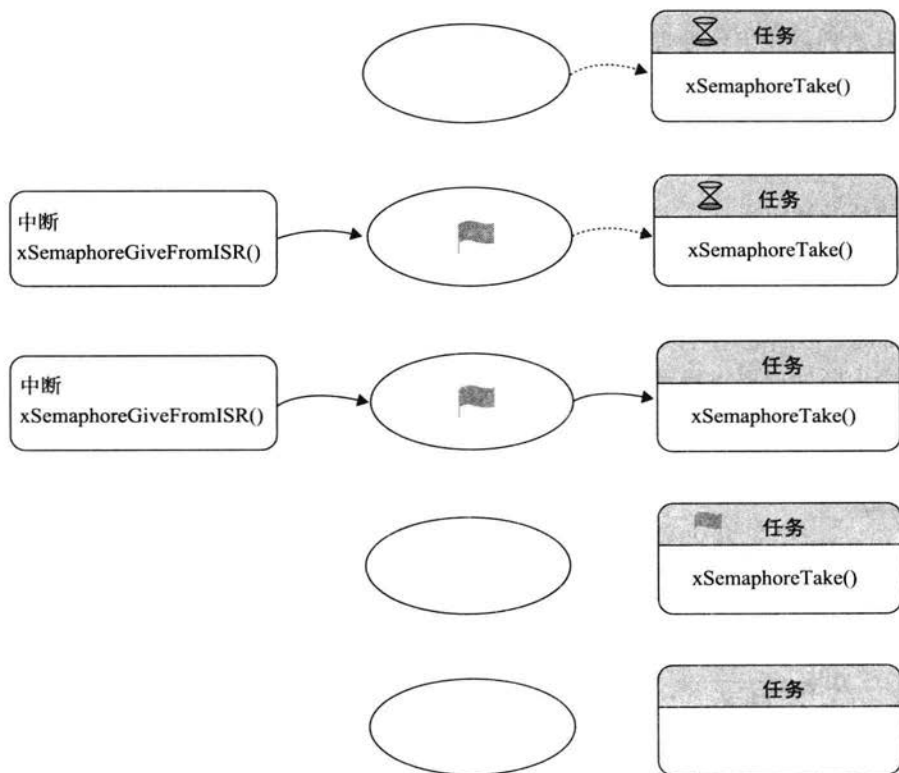 任务
xSemaphoreTake()
中断
xSemaphoreGiveFromISR()
任务
xSemaphoreTake()
中断
xSemaphoreGiveFromISR()
任务
xSemaphoreTake()
任务
xSemaphoreTake()
任务